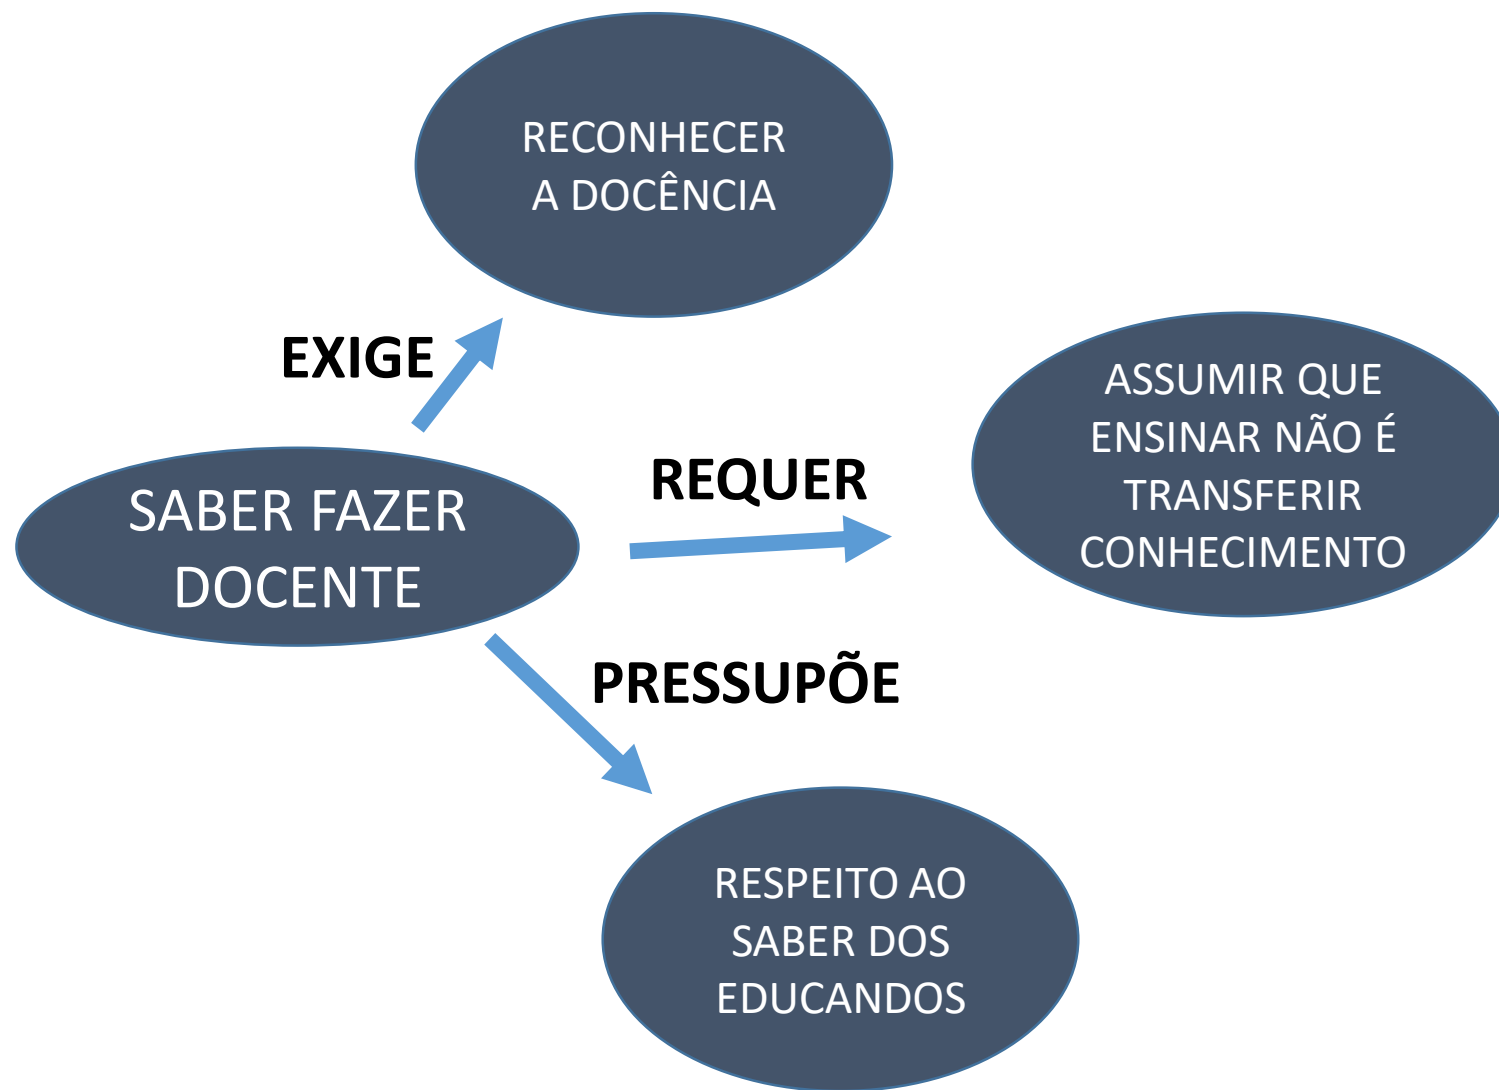 RECONHECER
A DOCÊNCIA
EXIGE
ASSUMIR QUE
ENSINAR NÃO É
TRANSFERIR
CONHECIMENTO
REQUER
SABER FAZER
DOCENTE
PRESSUPÕE
RESPEITO AO
SABER DOS
EDUCANDOS